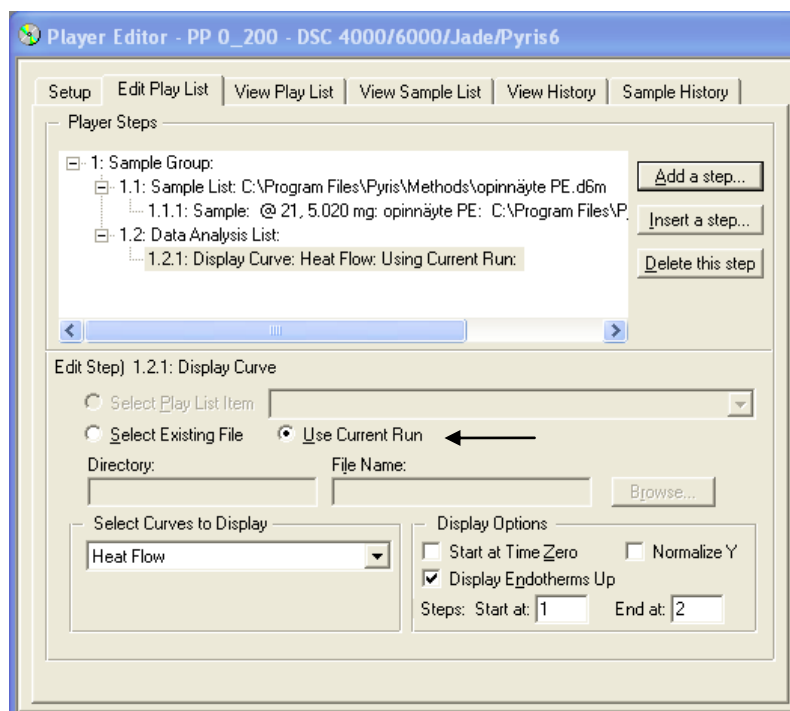 Player Editor - PP 0_200 - DSC 4000/6000/Jade/Pyris6
Setup Edit Play List View Play List View Sample List View History Sample History
Player Steps
1: Sample Group:
1.1: Sample List: C:\Program Files\Pyris\Methods\opinnäyte PE.d6m
1.1.1: Sample: @ 21, 5.020 mg: opinnäyte PE: C:\Program Files\P
1.2: Data Analysis List:
1.2.1: Display Curve: Heat Flow: Using Current Run:
Add a step...
Insert a step...
Delete this step
Edit Step) 1.2.1: Display Curve
Select Play List Item
Select Existing File Use Current Run
Directory: File Name:
Browse...
Select Curves to Display
Heat Flow
Display Options
Start at Time Zero Normalize Y
Display Endotherms Up
Steps: Start at: 1 End at: 2